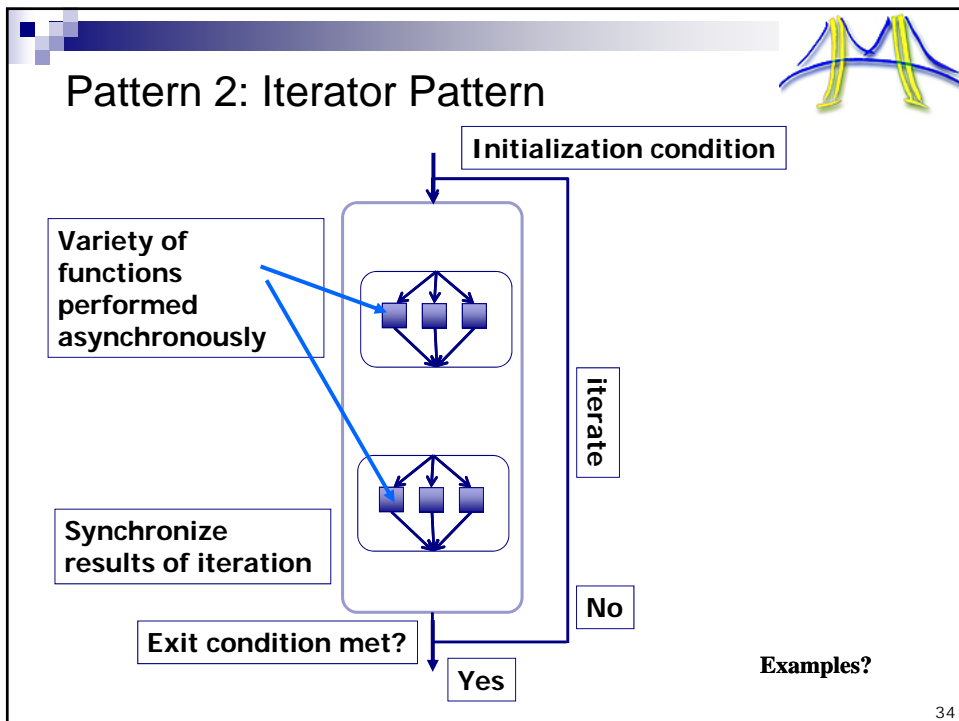 Pattern 2: Iterator Pattern
Initialization condition
Variety of
functions
performed
asynchronously
iterate
Synchronize
results of iteration
No
Exit condition met?
Yes
Examples?
34